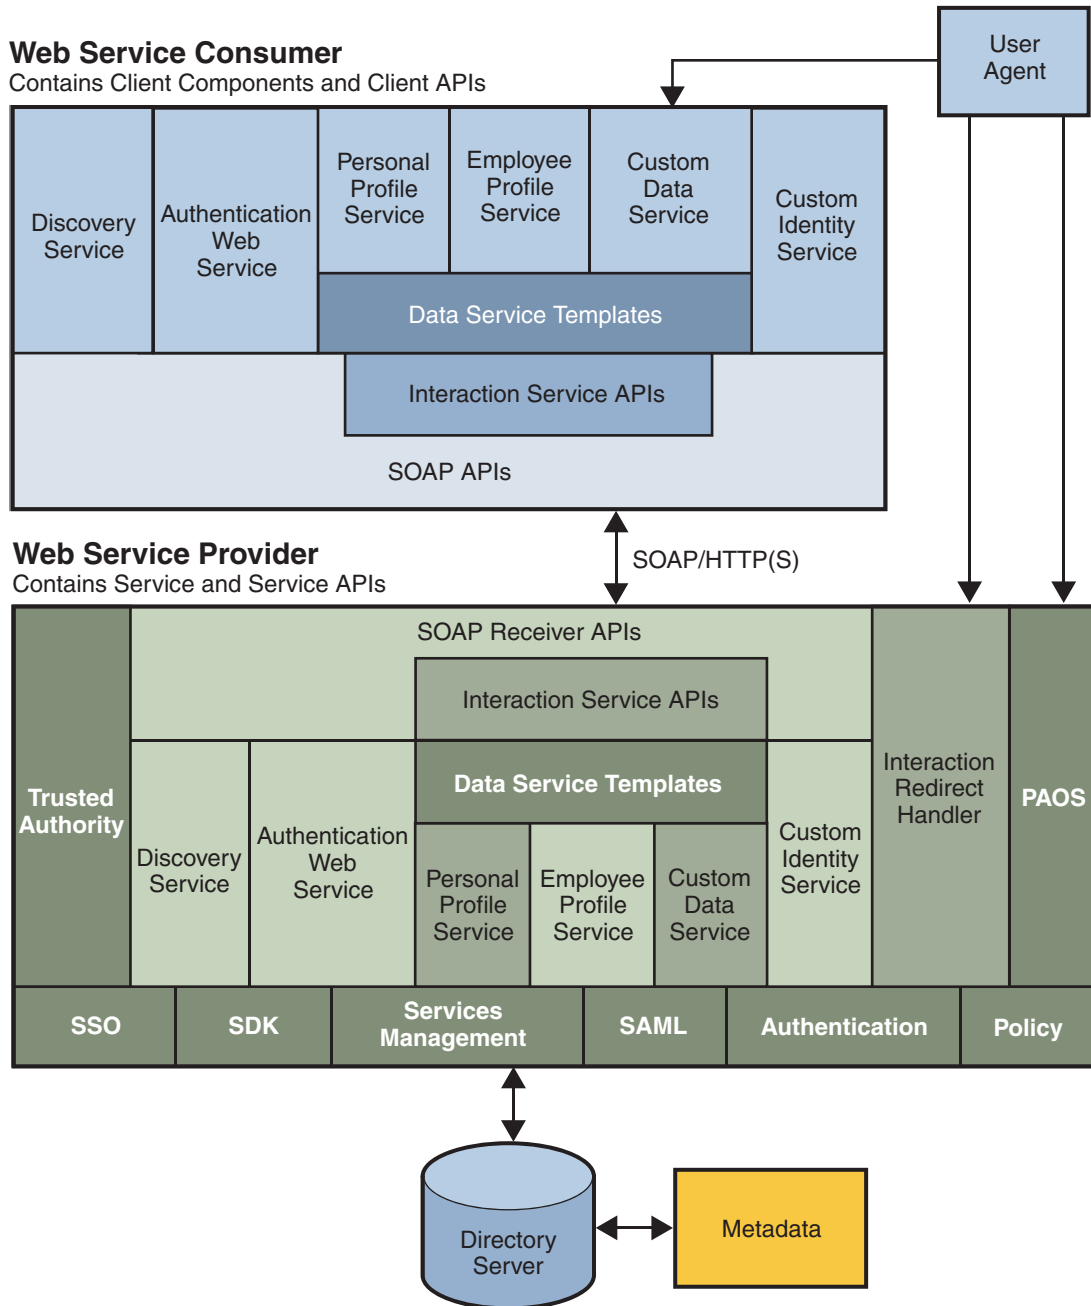 User
Agent
Web Service Consumer
Contains Client Components and Client APIs
Discovery
Service
Authentication
Web
Service
Personal
Profile
Service
Employee
Profile
Service
Custom
Data
Service
Custom
Identity
Service
Data Service Templates
Interaction Service APIs
SOAP APIs
SOAP/HTTP(S)
Web Service Provider
Contains Service and Service APIs
SOAP Receiver APIs
Interaction Service APIs
Trusted
Authority
Discovery
Service
Authentication
Web
Service
Data Service Templates
Personal
Profile
Service
Employee
Profile
Service
Custom
Data
Service
Custom
Identity
Service
Interaction
Redirect
Handler
PAOS
SSO
SDK
Services
Management
SAML
Authentication
Policy
Directory
Server
Metadata